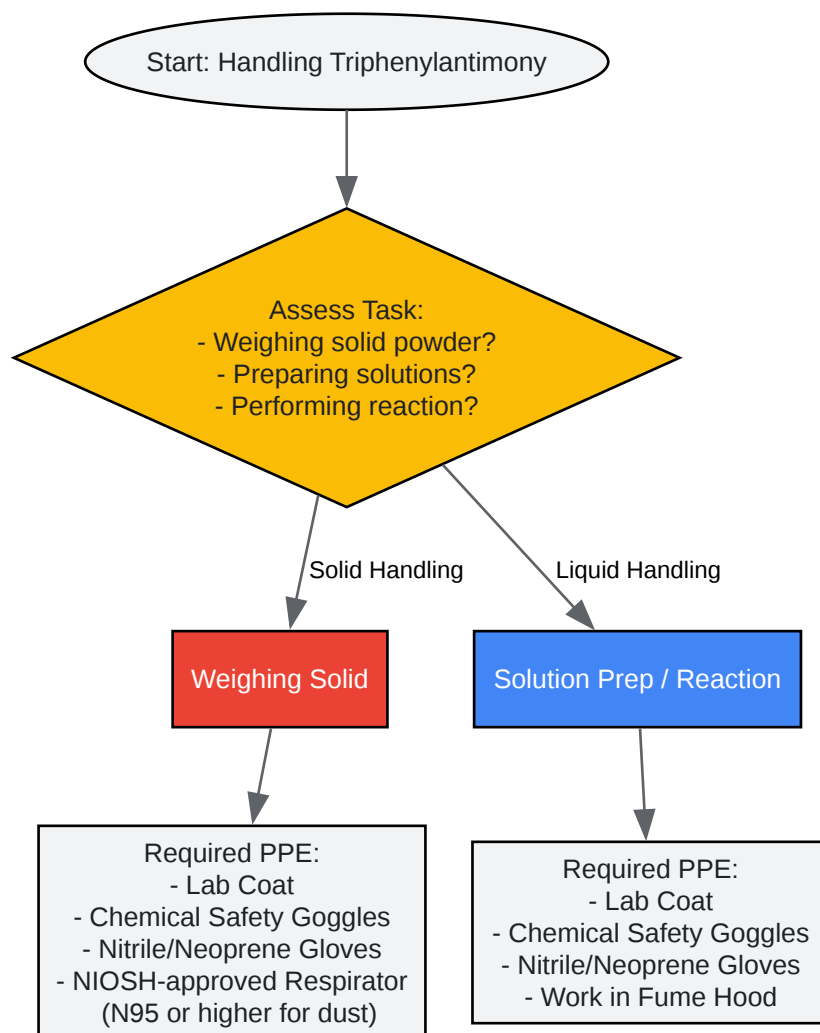 Start: Handling Triphenylantimony
Assess Task:
- Weighing solid powder?
- Preparing solutions?
- Performing reaction?
Solid Handling
Liquid Handling
Weighing Solid
Solution Prep / Reaction
Required PPE:
- Lab Coat
- Chemical Safety Goggles
- Nitrile/Neoprene Gloves
- NIOSH-approved Respirator
(N95 or higher for dust)
Required PPE:
- Lab Coat
- Chemical Safety Goggles
- Nitrile/Neoprene Gloves
- Work in Fume Hood